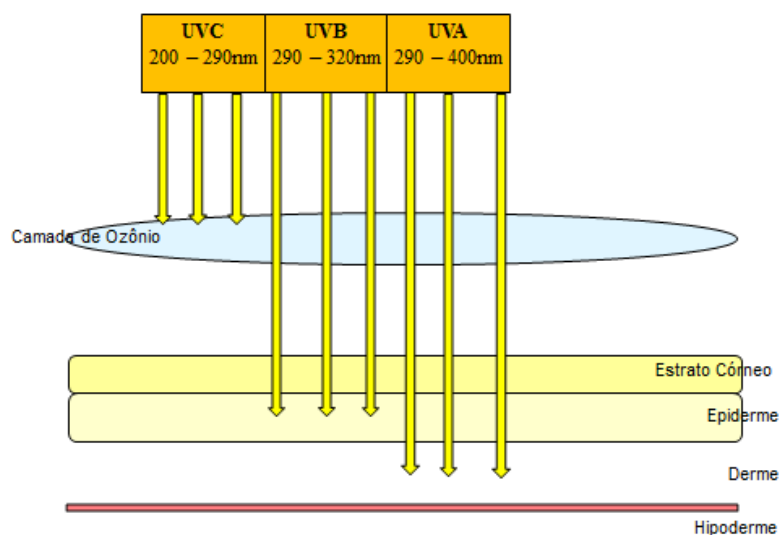 UVC
200 – 290nm
UVB
290 – 320nm
UVA
290 – 400nm
Camada de Ozônio
Estrato Córneo
Epiderme
Derme
Hipoderme